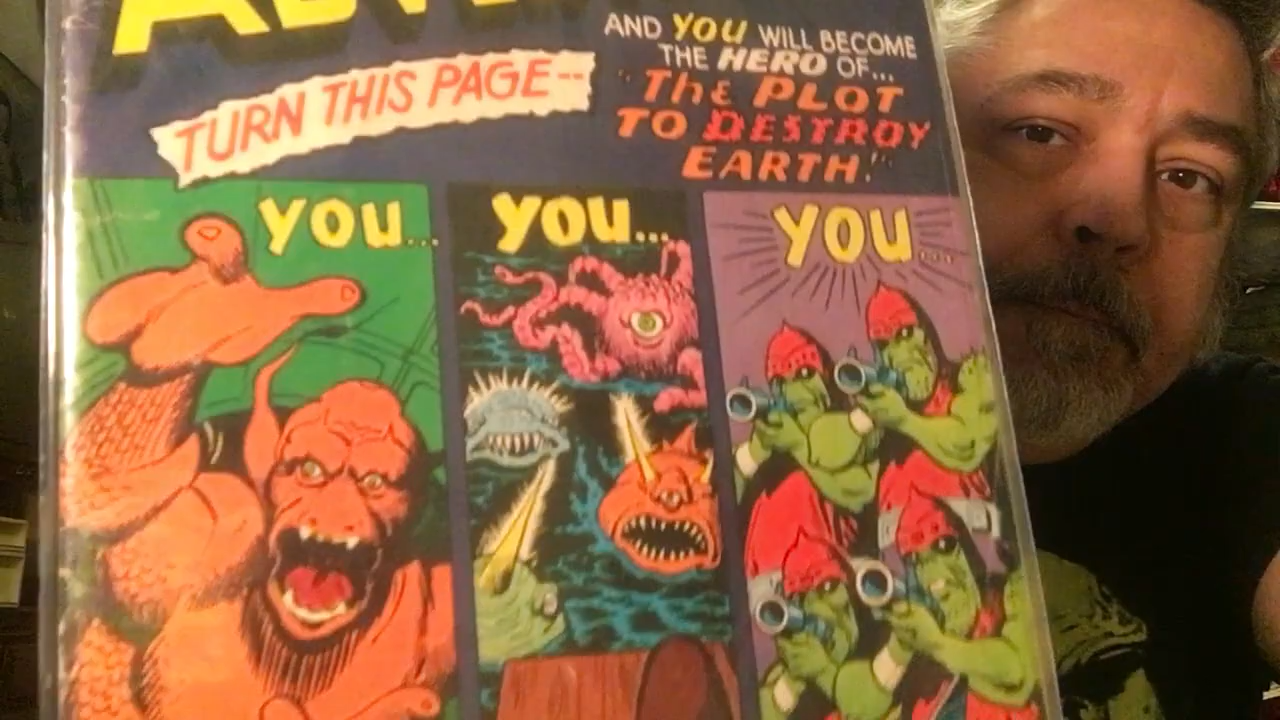 AND YOU WILL BECOME
THE HERO OF...
TURN THIS PAGE--
"The PLOT
TO DESTROY
EARTH!"
YOU...
YOU...
YOU...